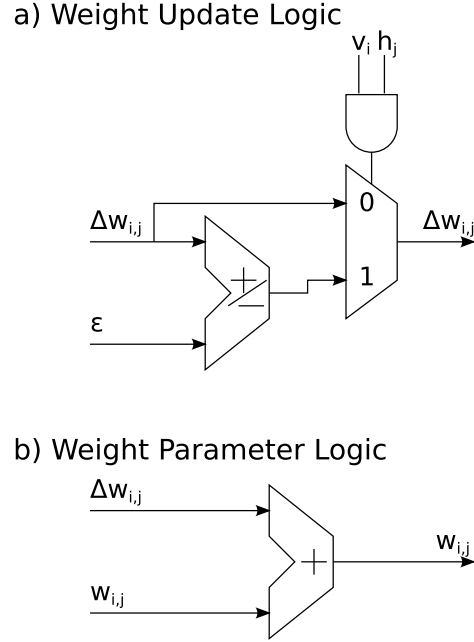 a) Weight Update Logic
vᵢ hⱼ
0
Δwᵢ,ⱼ
Δwᵢ,ⱼ
+/−
1
ε
b) Weight Parameter Logic
Δwᵢ,ⱼ
wᵢ,ⱼ
+
wᵢ,ⱼ